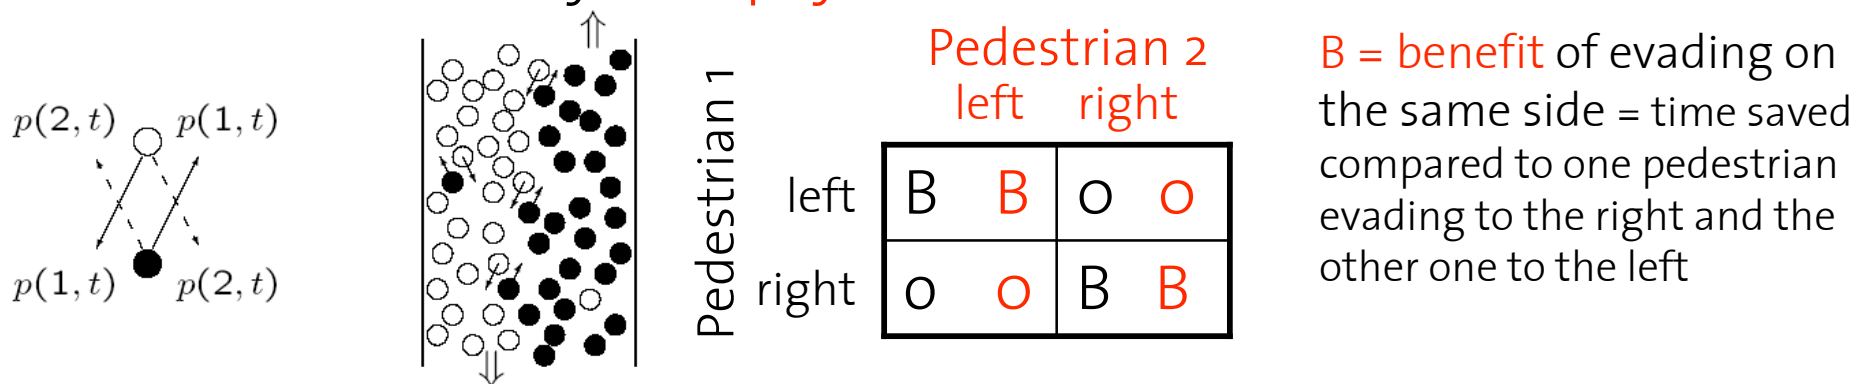 p(2, t) p(1, t)
p(1, t) p(2, t)
⇑
⇓
Pedestrian 1
Pedestrian 2
left right
left B B 0 0
right 0 0 B B
B = benefit of evading on
the same side = time saved
compared to one pedestrian
evading to the right and the
other one to the left